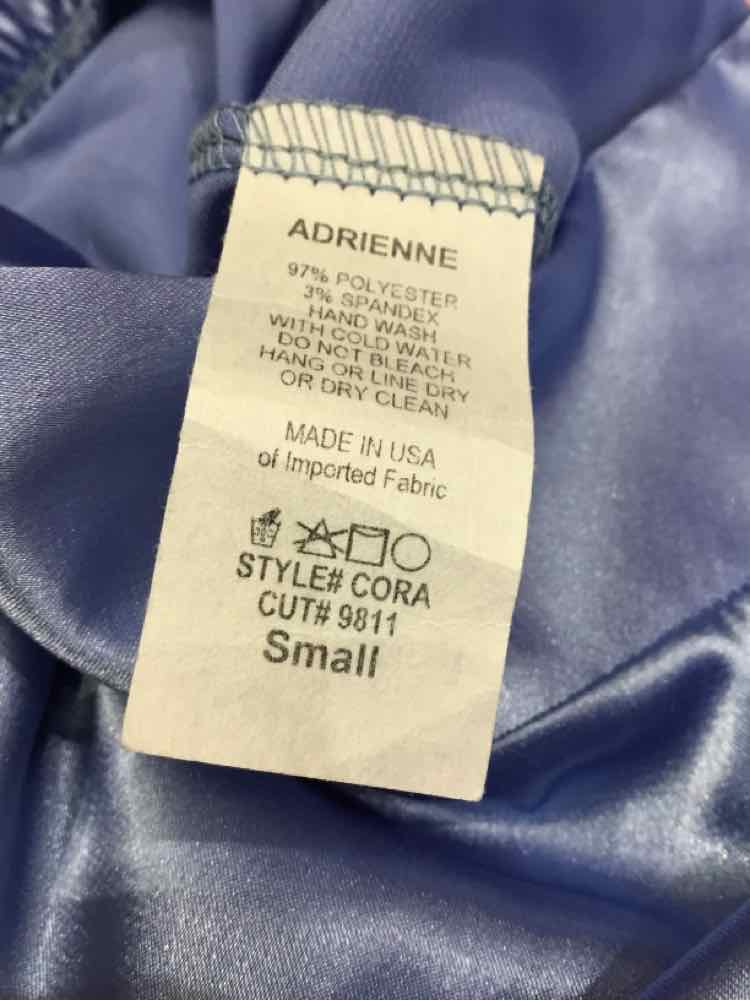 ADRIENNE
97% POLYESTER
3% SPANDEX
HAND WASH
WITH COLD WATER
DO NOT BLEACH
HANG OR LINE DRY
OR DRY CLEAN
MADE IN USA
of Imported Fabric
STYLE# CORA
CUT# 9811
Small